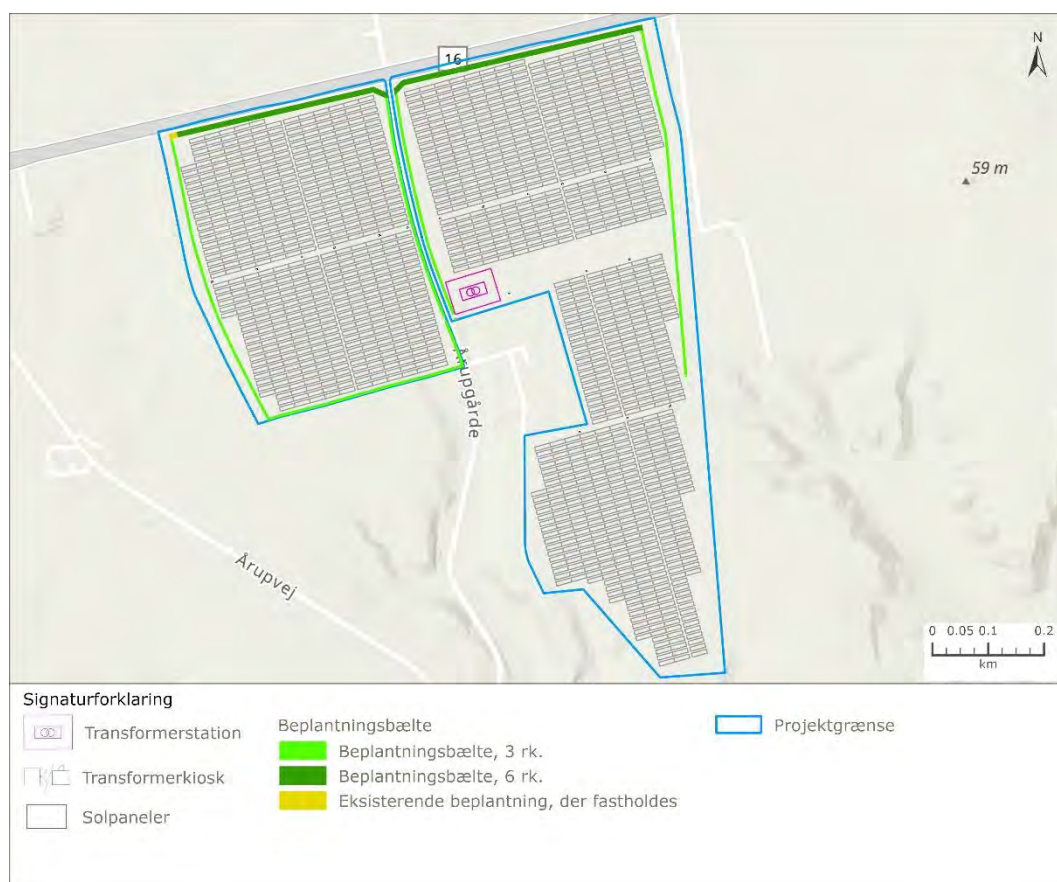 N
16
59 m
Årupgårde
Årupvej
0 0.05 0.1 0.2
km
Signaturforklaring
Transformerstation
Transformerkiosk
Solpaneler
Beplantningsbælte
Beplantningsbælte, 3 rk.
Beplantningsbælte, 6 rk.
Eksisterende beplantning, der fastholdes
Projektgrænse